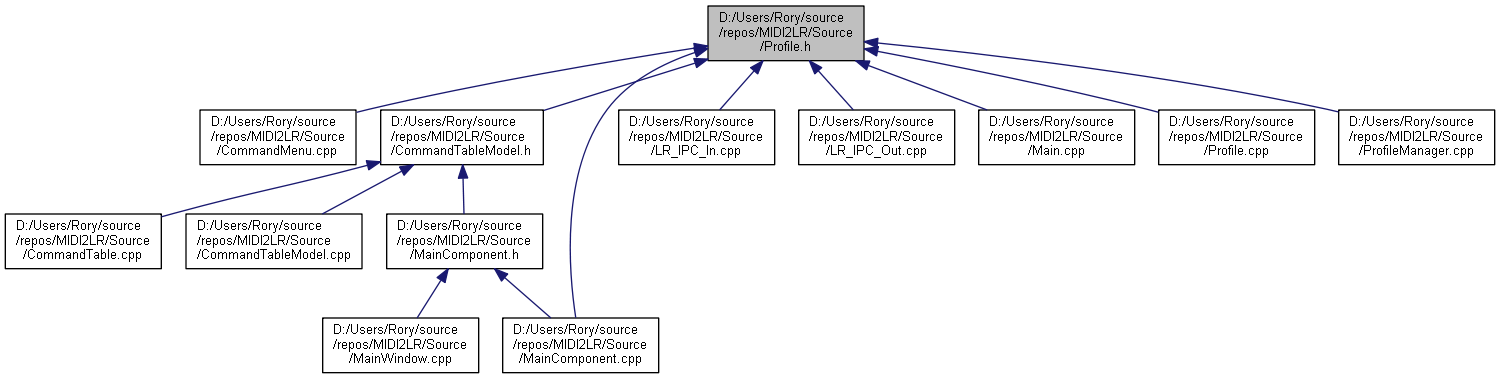 D:/Users/Rory/source
/repos/MIDI2LR/Source
/Profile.h
D:/Users/Rory/source
/repos/MIDI2LR/Source
/CommandMenu.cpp
D:/Users/Rory/source
/repos/MIDI2LR/Source
/CommandTableModel.h
D:/Users/Rory/source
/repos/MIDI2LR/Source
/LR_IPC_In.cpp
D:/Users/Rory/source
/repos/MIDI2LR/Source
/LR_IPC_Out.cpp
D:/Users/Rory/source
/repos/MIDI2LR/Source
/Main.cpp
D:/Users/Rory/source
/repos/MIDI2LR/Source
/Profile.cpp
D:/Users/Rory/source
/repos/MIDI2LR/Source
/ProfileManager.cpp
D:/Users/Rory/source
/repos/MIDI2LR/Source
/CommandTable.cpp
D:/Users/Rory/source
/repos/MIDI2LR/Source
/CommandTableModel.cpp
D:/Users/Rory/source
/repos/MIDI2LR/Source
/MainComponent.h
D:/Users/Rory/source
/repos/MIDI2LR/Source
/MainWindow.cpp
D:/Users/Rory/source
/repos/MIDI2LR/Source
/MainComponent.cpp